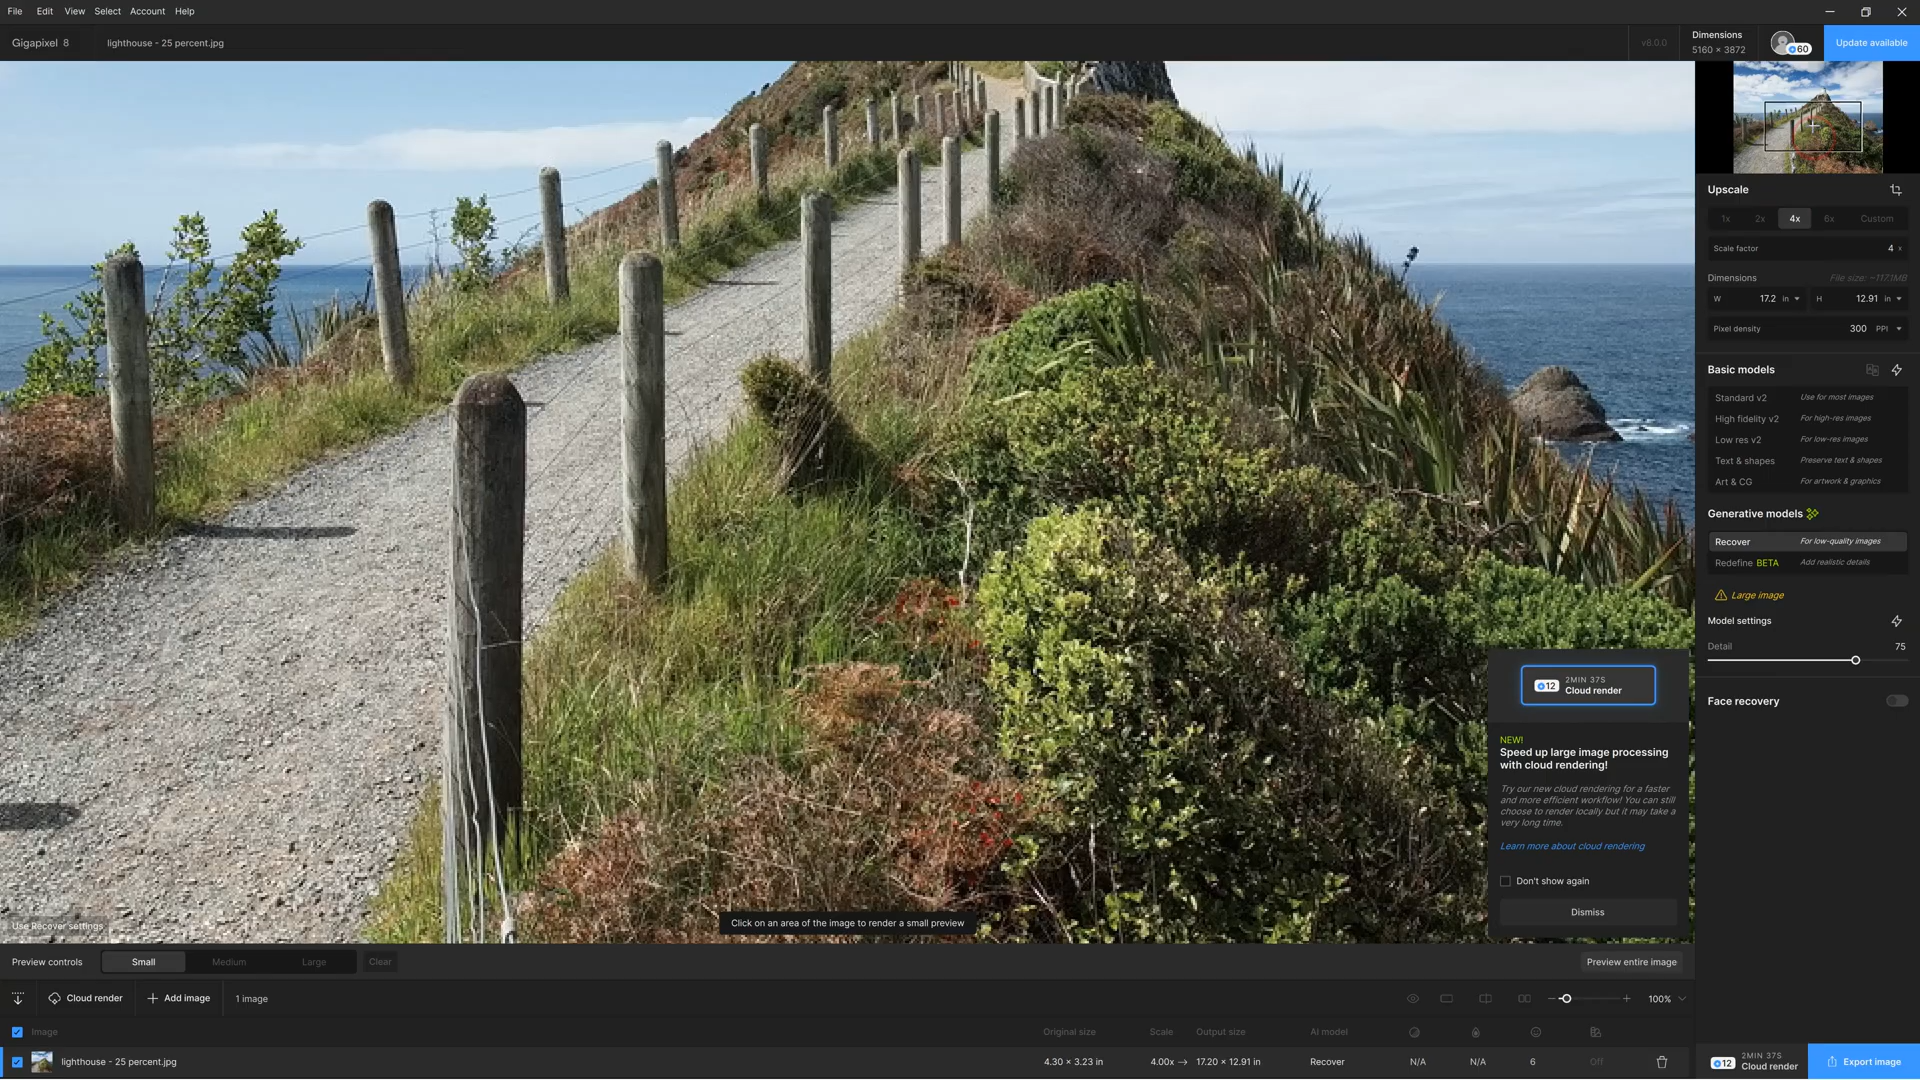 File Edit View Select Account Help
Gigapixel 8 lighthouse - 25 percent.jpg v8.0.0 Dimensions 5160 × 3872 60 Update available
Upscale
1x 2x 4x 6x Custom
Scale factor 4 x
Dimensions File size: ~117.1MB
W 17.2 in H 12.91 in
Pixel density 300 PPI
Basic models
Standard v2 Use for most images
High fidelity v2 For high-res images
Low res v2 For low-res images
Text & shapes Preserve text & shapes
Art & CG For artwork & graphics
Generative models
Recover For low-quality images
Redefine BETA Add realistic details
Large image
Model settings
Detail 75
Face recovery
12 2MIN 37S
Cloud render
NEW!
Speed up large image processing
with cloud rendering!
Try our new cloud rendering for a faster
and more efficient workflow! You can still
choose to render locally but it may take a
very long time.
Learn more about cloud rendering
Don't show again
Dismiss
Click on an area of the image to render a small preview
Use Recover settings
Preview controls Small Medium Large Clear Preview entire image
Cloud render Add image 1 image 100%
Image Original size Scale Output size AI model
lighthouse - 25 percent.jpg 4.30 × 3.23 in 4.00x → 17.20 × 12.91 in Recover N/A N/A 6 Off
12 2MIN 37S
Cloud render
Export image